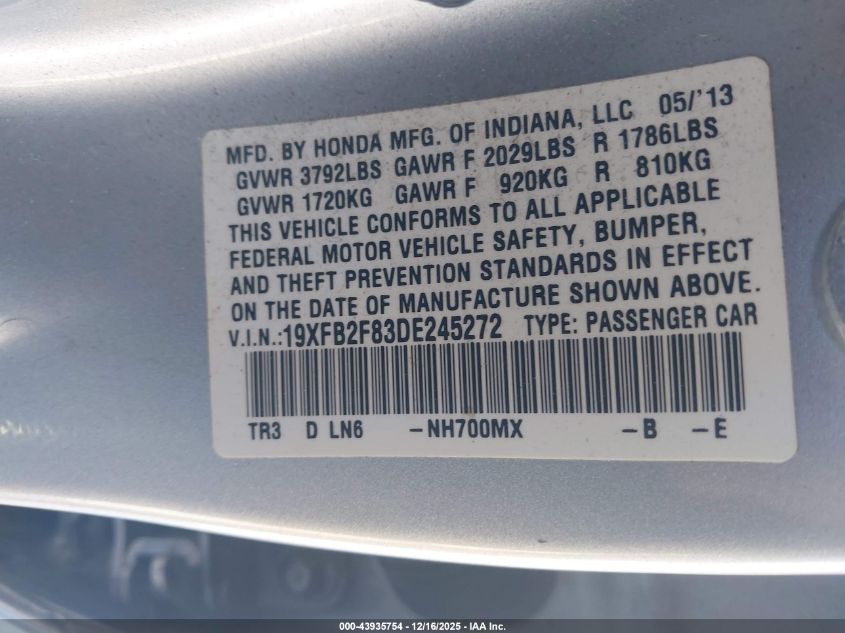 MFD. BY HONDA MFG. OF INDIANA, LLC 05/'13
GVWR 3792LBS GAWR F 2029LBS R 1786LBS
GVWR 1720KG GAWR F 920KG R 810KG
THIS VEHICLE CONFORMS TO ALL APPLICABLE
FEDERAL MOTOR VEHICLE SAFETY, BUMPER,
AND THEFT PREVENTION STANDARDS IN EFFECT
ON THE DATE OF MANUFACTURE SHOWN ABOVE.
V.I.N.:19XFB2F83DE245272 TYPE: PASSENGER CAR
TR3 D LN6 -NH700MX -B -E
000-43935754 - 12/16/2025 - IAA Inc.